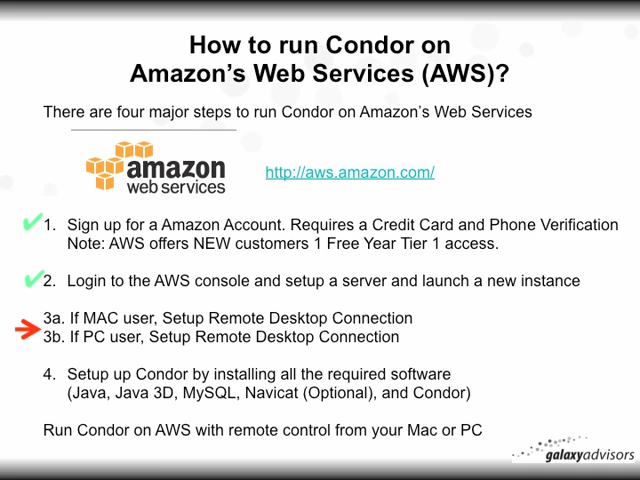 How to run Condor on
Amazon's Web Services (AWS)?
There are four major steps to run Condor on Amazon's Web Services
amazon
web services
http://aws.amazon.com/
1. Sign up for a Amazon Account. Requires a Credit Card and Phone Verification
Note: AWS offers NEW customers 1 Free Year Tier 1 access.
2. Login to the AWS console and setup a server and launch a new instance
3a. If MAC user, Setup Remote Desktop Connection
3b. If PC user, Setup Remote Desktop Connection
4. Setup up Condor by installing all the required software
(Java, Java 3D, MySQL, Navicat (Optional), and Condor)
Run Condor on AWS with remote control from your Mac or PC
galaxyadvisors